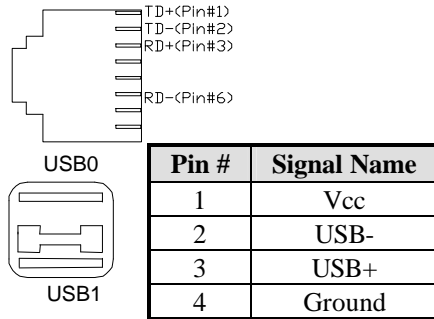 TD+(Pin#1)
TD-(Pin#2)
RD+(Pin#3)
RD-(Pin#6)
USB0
USB1
Pin # Signal Name
1 Vcc
2 USB-
3 USB+
4 Ground